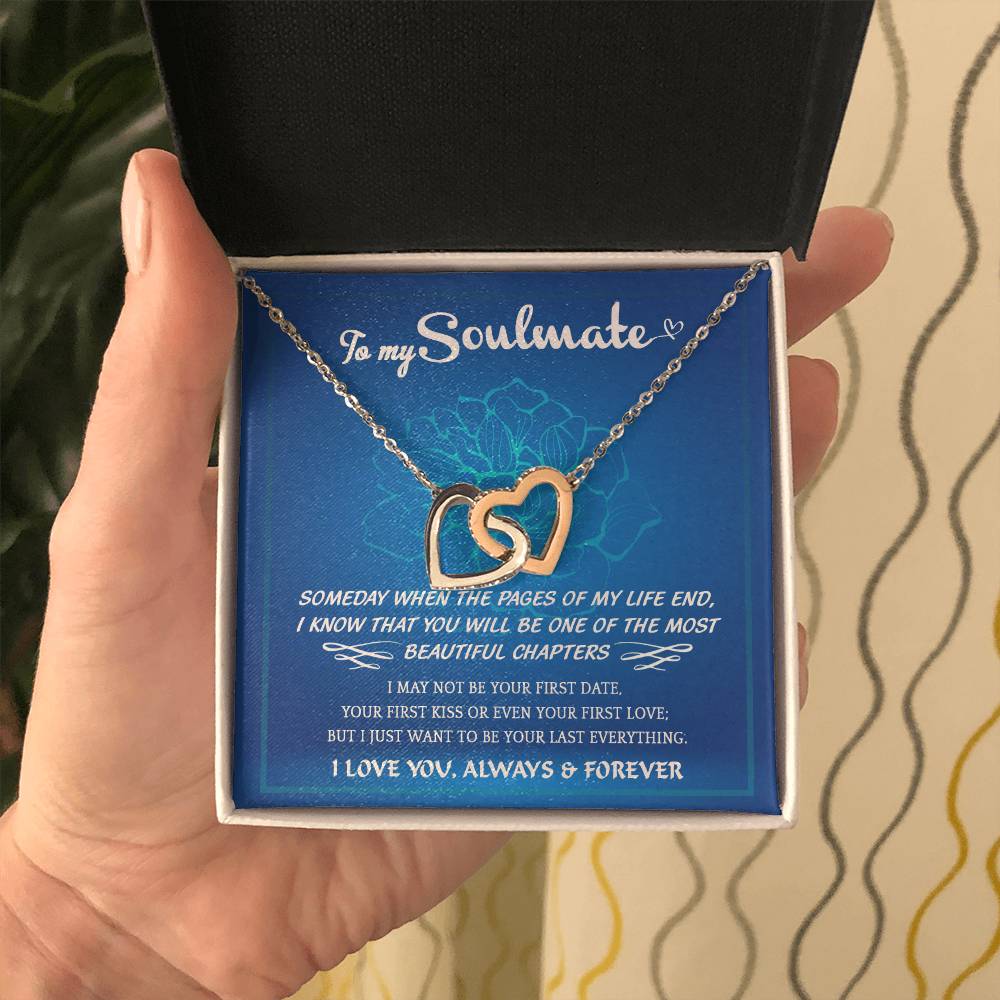 To my Soulmate
SOMEDAY WHEN THE PAGES OF MY LIFE END,
I KNOW THAT YOU WILL BE ONE OF THE MOST
BEAUTIFUL CHAPTERS
I MAY NOT BE YOUR FIRST DATE,
YOUR FIRST KISS OR EVEN YOUR FIRST LOVE;
BUT I JUST WANT TO BE YOUR LAST EVERYTHING.
I LOVE YOU, ALWAYS & FOREVER